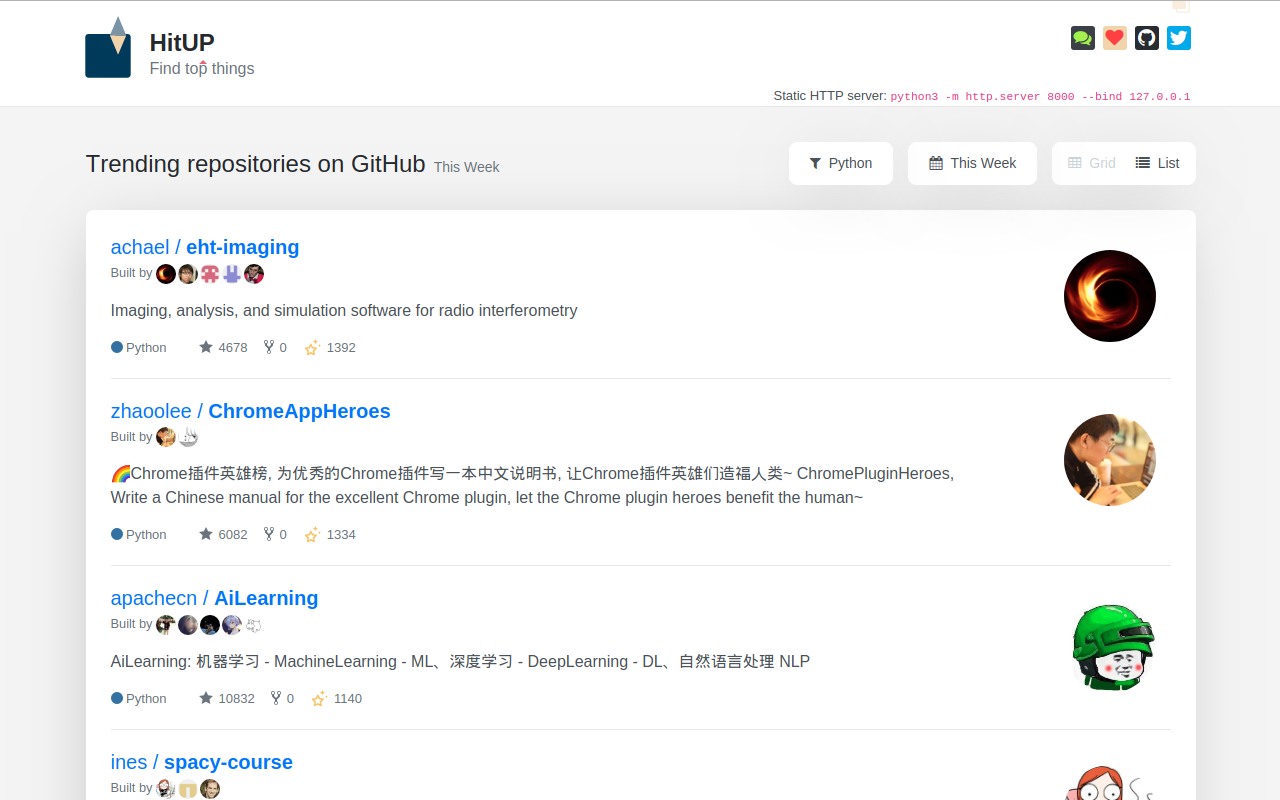 HitUP
Find top things
Static HTTP server: python3 -m http.server 8000 --bind 127.0.0.1
Trending repositories on GitHub This Week
Python
This Week
Grid
List
achael / eht-imaging
Built by
Imaging, analysis, and simulation software for radio interferometry
Python 4678 0 1392
zhaoolee / ChromeAppHeroes
Built by
🌈Chrome插件英雄榜, 为优秀的Chrome插件写一本中文说明书, 让Chrome插件英雄们造福人类~ ChromePluginHeroes,
Write a Chinese manual for the excellent Chrome plugin, let the Chrome plugin heroes benefit the human~
Python 6082 0 1334
apachecn / AiLearning
Built by
AiLearning: 机器学习 - MachineLearning - ML、深度学习 - DeepLearning - DL、自然语言处理 NLP
Python 10832 0 1140
ines / spacy-course
Built by